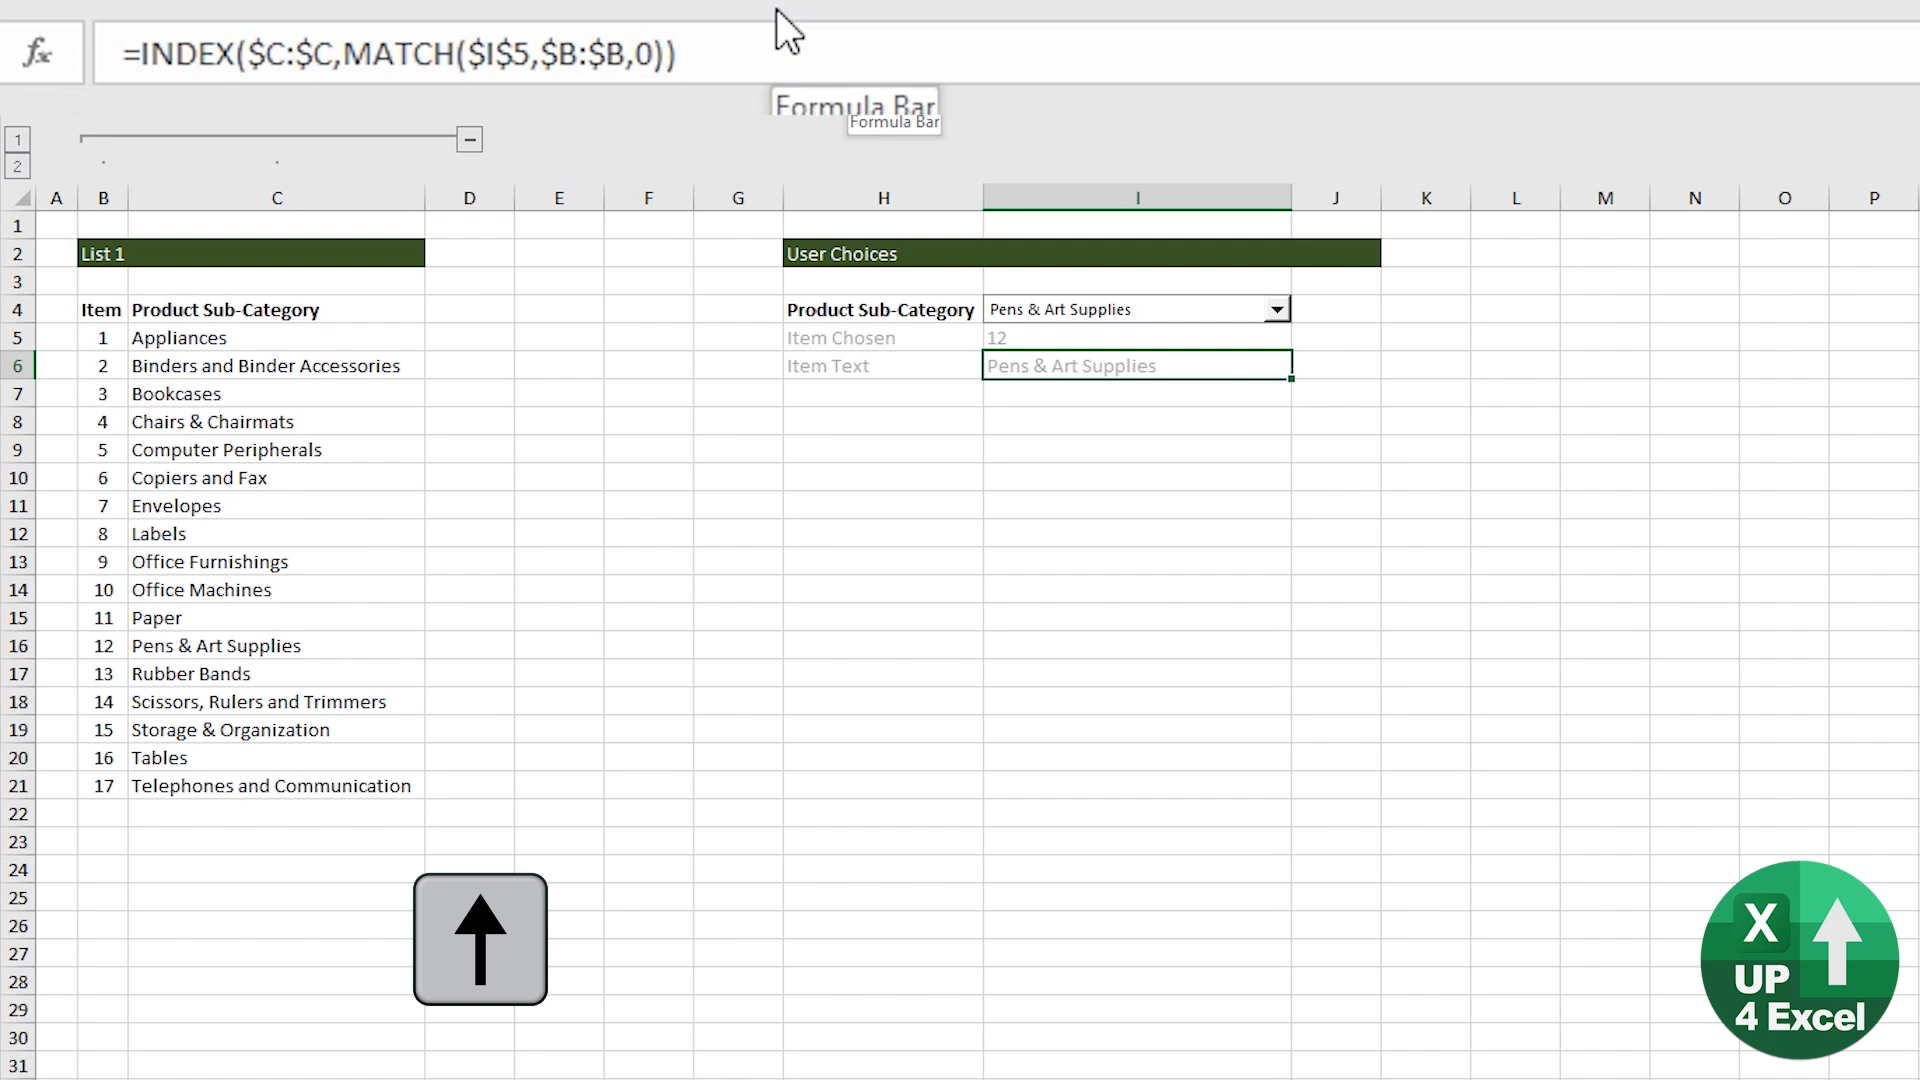 fx
=INDEX($C:$C,MATCH($I$5,$B:$B,0))
Formula Bar
Formula Bar
1
2
A B C D E F G H I J K L M N O P
1
2 List 1 User Choices
3
4 Item Product Sub-Category Product Sub-Category Pens & Art Supplies
5 1 Appliances Item Chosen 12
6 2 Binders and Binder Accessories Item Text Pens & Art Supplies
7 3 Bookcases
8 4 Chairs & Chairmats
9 5 Computer Peripherals
10 6 Copiers and Fax
11 7 Envelopes
12 8 Labels
13 9 Office Furnishings
14 10 Office Machines
15 11 Paper
16 12 Pens & Art Supplies
17 13 Rubber Bands
18 14 Scissors, Rulers and Trimmers
19 15 Storage & Organization
20 16 Tables
21 17 Telephones and Communication
22
23
24
25
26
27
28
29
30
31
X
UP
4 Excel